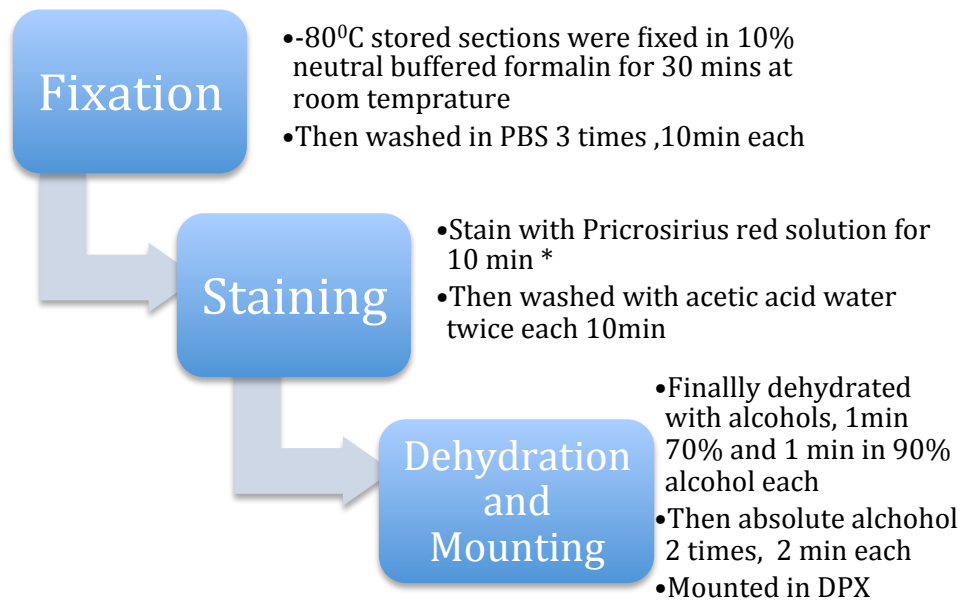 Fixation
•-80⁰C stored sections were fixed in 10%
neutral buffered formalin for 30 mins at
room temprature
•Then washed in PBS 3 times ,10min each
Staining
•Stain with Pricrosirius red solution for
10 min *
•Then washed with acetic acid water
twice each 10min
Dehydration
and
Mounting
•Finallly dehydrated
with alcohols, 1min
70% and 1 min in 90%
alcohol each
•Then absolute alchohol
2 times,  2 min each
•Mounted in DPX